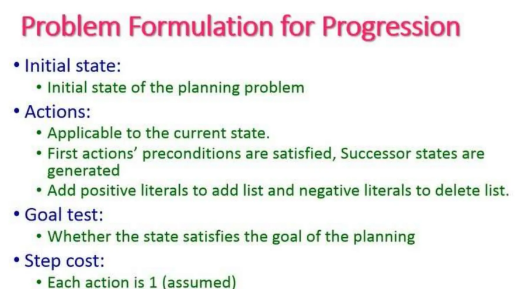 Problem Formulation for Progression
• Initial state:
• Initial state of the planning problem
• Actions:
• Applicable to the current state.
• First actions’ preconditions are satisfied, Successor states are
generated
• Add positive literals to add list and negative literals to delete list.
• Goal test:
• Whether the state satisfies the goal of the planning
• Step cost:
• Each action is 1 (assumed)